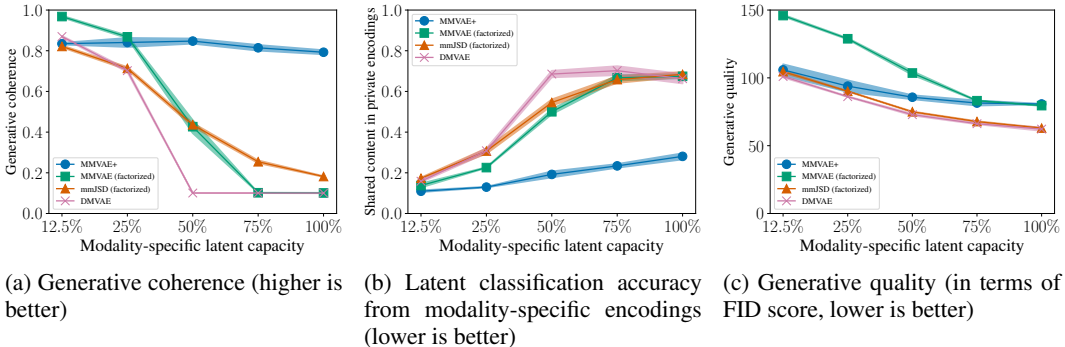 1.0
0.8
0.6
0.4
0.2
0.0
Generative coherence
MMVAE+
MMVAE (factorized)
mmJSD (factorized)
DMVAE
12.5% 25% 50% 75% 100%
Modality-specific latent capacity
(a) Generative coherence (higher is
better)
1.0
0.8
0.6
0.4
0.2
0.0
Shared content in private encodings
MMVAE+
MMVAE (factorized)
mmJSD (factorized)
DMVAE
12.5% 25% 50% 75% 100%
Modality-specific latent capacity
(b) Latent classification accuracy
from modality-specific encodings
(lower is better)
150
100
50
0
Generative quality
MMVAE+
MMVAE (factorized)
mmJSD (factorized)
DMVAE
12.5% 25% 50% 75% 100%
Modality-specific latent capacity
(c) Generative quality (in terms of
FID score, lower is better)